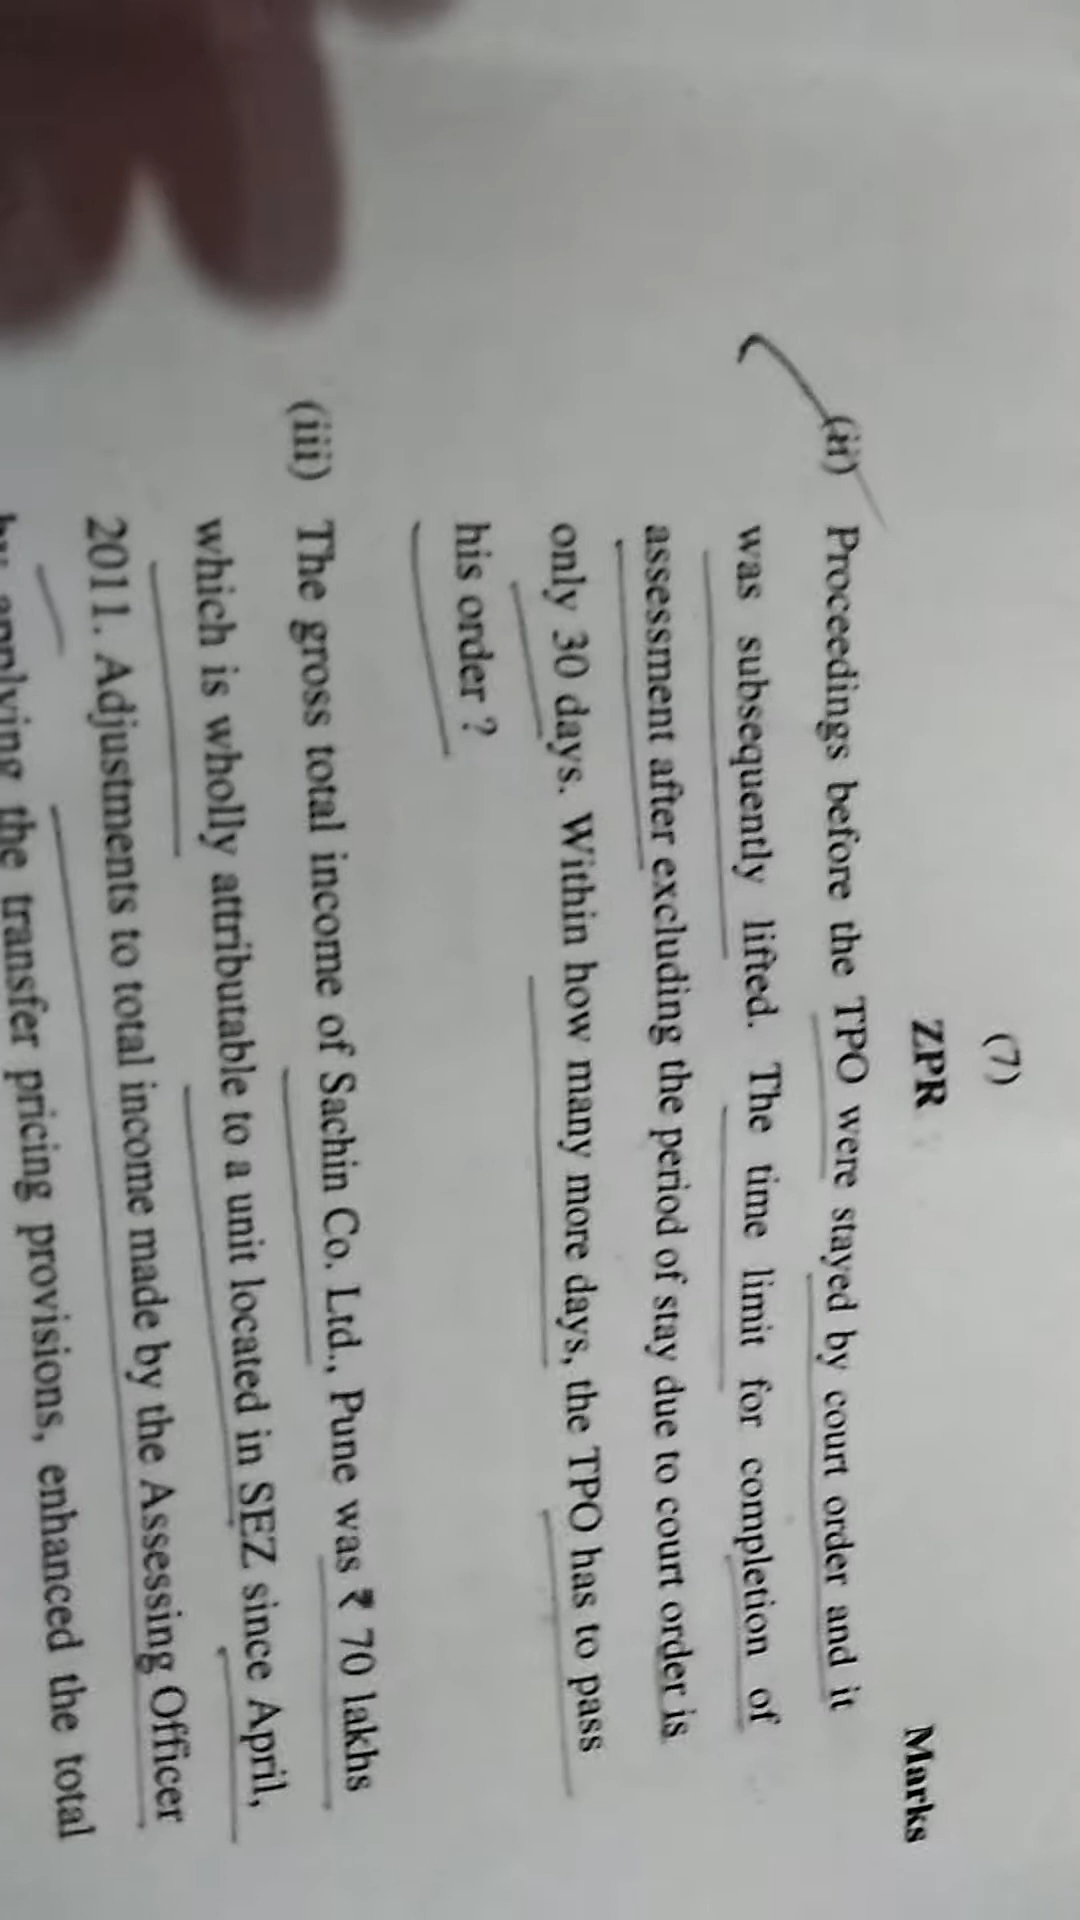 (7)
ZPR
Marks
(ii) Proceedings before the TPO were stayed by court order and it
was subsequently lifted. The time limit for completion of
assessment after excluding the period of stay due to court order is
only 30 days. Within how many more days, the TPO has to pass
his order ?
(iii) The gross total income of Sachin Co. Ltd., Pune was ₹ 70 lakhs
which is wholly attributable to a unit located in SEZ since April,
2011. Adjustments to total income made by the Assessing Officer
by applying the transfer pricing provisions, enhanced the total